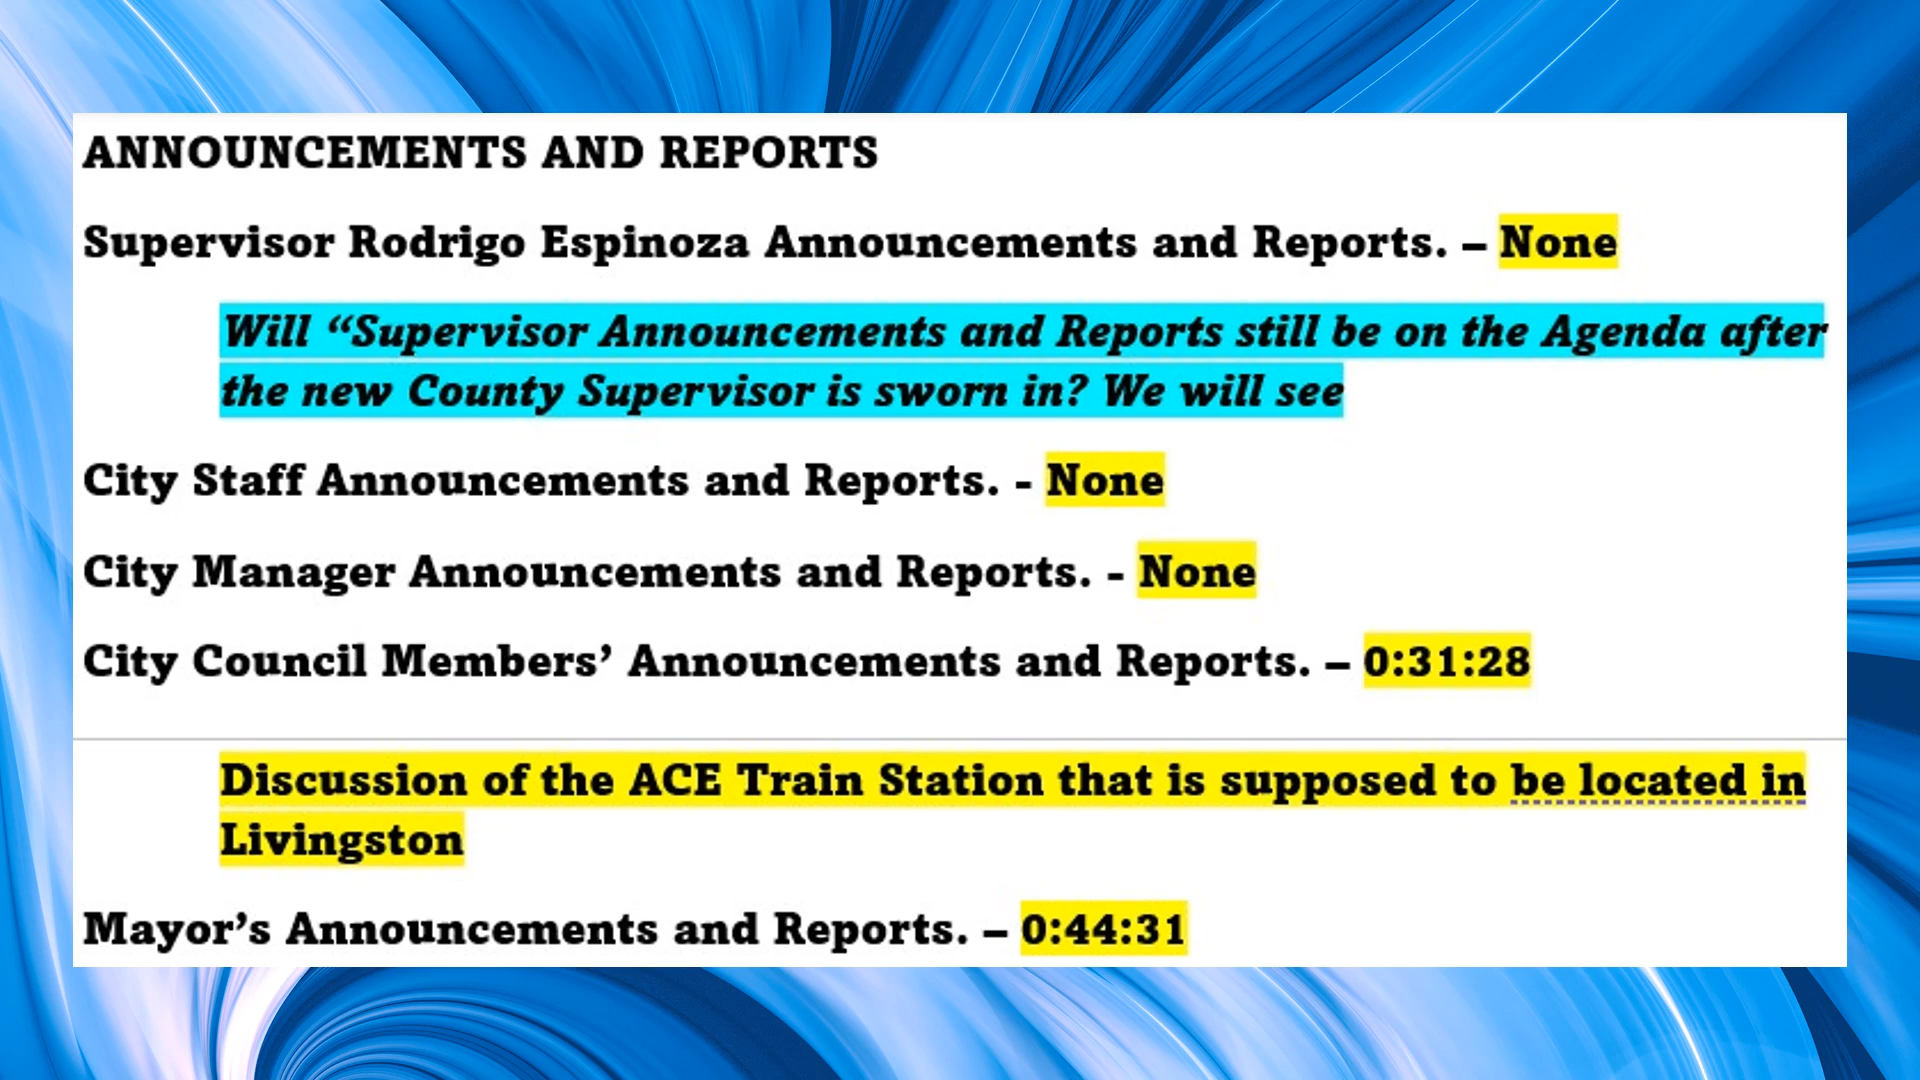 ANNOUNCEMENTS AND REPORTS
Supervisor Rodrigo Espinoza Announcements and Reports. – None
Will “Supervisor Announcements and Reports still be on the Agenda after
the new County Supervisor is sworn in? We will see
City Staff Announcements and Reports. - None
City Manager Announcements and Reports. - None
City Council Members’ Announcements and Reports. – 0:31:28
Discussion of the ACE Train Station that is supposed to be located in
Livingston
Mayor’s Announcements and Reports. – 0:44:31